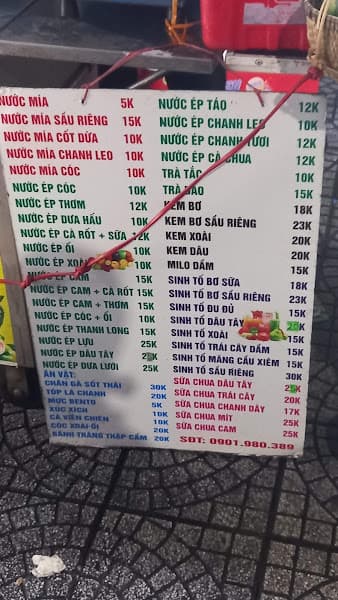 NƯỚC MÍA 5K
NƯỚC MÍA SẦU RIÊNG 15K
NƯỚC MÍA CỐT DỪA 10K
NƯỚC MÍA CHANH LEO 10K
NƯỚC MÍA CÓC 10K
NƯỚC ÉP CÓC 10K
NƯỚC ÉP THƠM 12K
NƯỚC ÉP DƯA HẤU 10K
NƯỚC ÉP CÀ RỐT + SỮA 12K
NƯỚC ÉP ỔI 10K
NƯỚC ÉP XOÀI 10K
NƯỚC ÉP CAM 15K
NƯỚC ÉP CAM + CÀ RỐT 15K
NƯỚC ÉP CAM + THƠM 15K
NƯỚC ÉP CÓC + ỔI 10K
NƯỚC ÉP THANH LONG 15K
NƯỚC ÉP LỰU 25K
NƯỚC ÉP DÂU TÂY 25K
NƯỚC ÉP DƯA LƯỚI 25K
ĂN VẶT:
CHÂN GÀ SỐT THÁI 30K
TÓP LÁ CHANH 20K
MỰC BENTO 5K
XÚC XÍCH 10K
CÁ VIÊN CHIÊN 10K
CÓC XOÀI-ỔI 20K
BÁNH TRÁNG THẬP CẨM 20K
NƯỚC ÉP TÁO 12K
NƯỚC ÉP CHANH LEO 10K
NƯỚC ÉP CHANH TƯƠI 12K
NƯỚC ÉP CÀ CHUA 12K
TRÀ TẮC 10K
TRÀ ĐÀO 15K
KEM BƠ 18K
KEM BƠ SẦU RIÊNG 23K
KEM XOÀI 20K
KEM DÂU 20K
MILO DẦM 15K
SINH TỐ BƠ SỮA 18K
SINH TỐ BƠ SẦU RIÊNG 23K
SINH TỐ ĐU ĐỦ 15K
SINH TỐ DÂU TÂY 20K
SINH TỐ XOÀI 15K
SINH TỐ TRÁI CÂY DẦM 15K
SINH TỐ MÃNG CẦU XIÊM 15K
SINH TỐ SẦU RIÊNG 30K
SỮA CHUA DÂU TÂY 25K
SỮA CHUA TRÁI CÂY 20K
SỮA CHUA CHANH DÂY 17K
SỮA CHUA MÍT 25K
SỮA CHUA CAM 25K
SĐT: 0901.980.389